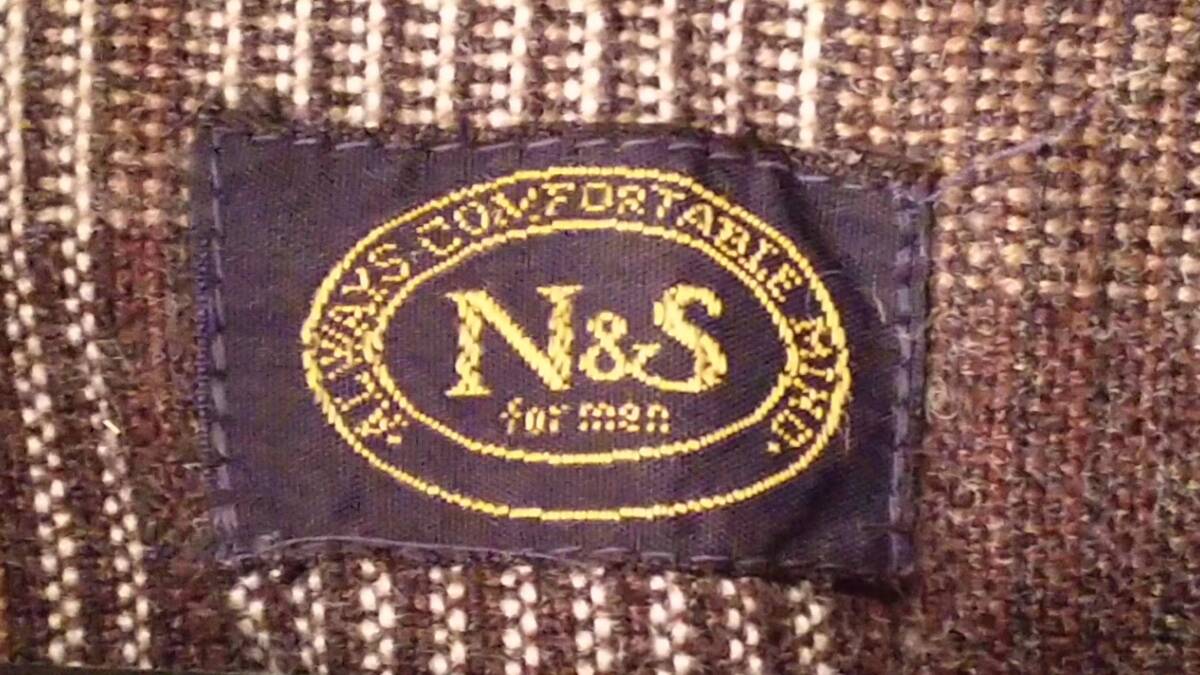 ALWAYS COMFORTABLE MIND.
N&S
for men